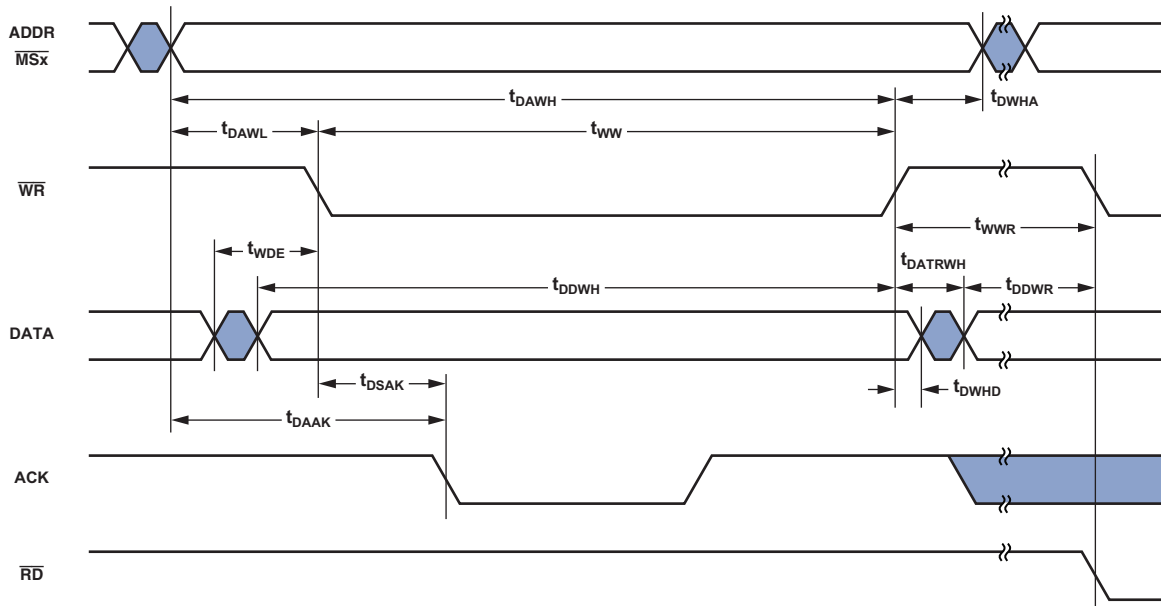 ADDR
MSx
tDAWH
tDWHA
tDAWL
tWW
WR
tWWR
tWDE
tDATRWH
tDDWH
tDDWR
DATA
tDSAK
tDWHD
tDAAK
ACK
RD